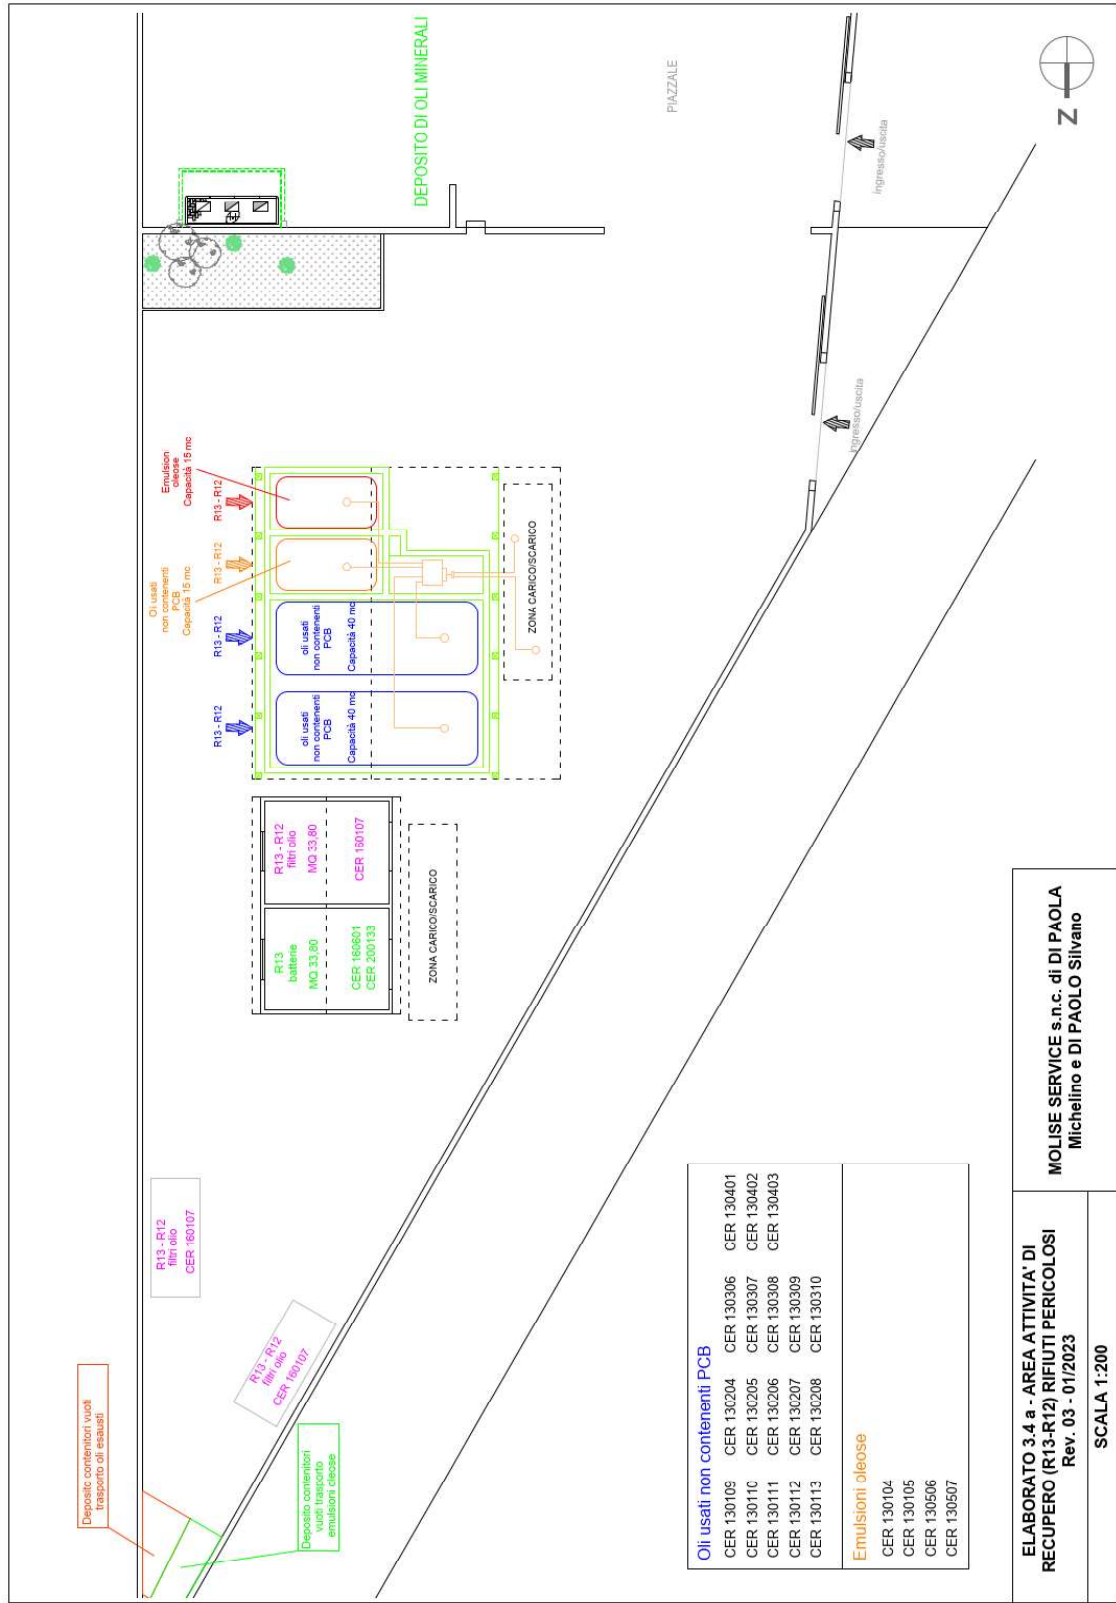 DEPOSITO DI OLI MINERALI
PIAZZALE
Z
ingresso/uscita
ingresso/uscita
Emulsioni
oleose
Capacità 15 mc
R13 - R12
Oli usati
non contenenti
PCB
Capacità 15 mc
R13 - R12
R13 - R12
R13 - R12
oli usati
non contenenti
PCB
Capacità 40 mc
oli usati
non contenenti
PCB
Capacità 40 mc
ZONA CARICO/SCARICO
R13
batterie
MQ 33,80
CER 160601
CER 200133
R13 - R12
filtri olio
MQ 33,80
CER 160107
ZONA CARICO/SCARICO
R13 - R12
filtri olio
CER 160107
R13 - R12
filtri olio
CER 160107
Deposito contenitori vuoti
trasporto oli esausti
Deposito contenitori
vuoti trasporto
emulsioni oleose
Oli usati non contenenti PCB
CER 130109 CER 130204 CER 130306 CER 130401
CER 130110 CER 130205 CER 130307 CER 130402
CER 130111 CER 130206 CER 130308 CER 130403
CER 130112 CER 130207 CER 130309
CER 130113 CER 130208 CER 130310
Emulsioni oleose
CER 130104
CER 130105
CER 130506
CER 130507
ELABORATO 3.4 a - AREA ATTIVITA' DI
RECUPERO (R13-R12) RIFIUTI PERICOLOSI
Rev. 03 - 01/2023
SCALA 1:200
MOLISE SERVICE s.n.c. di DI PAOLA
Michelino e DI PAOLO Silvano